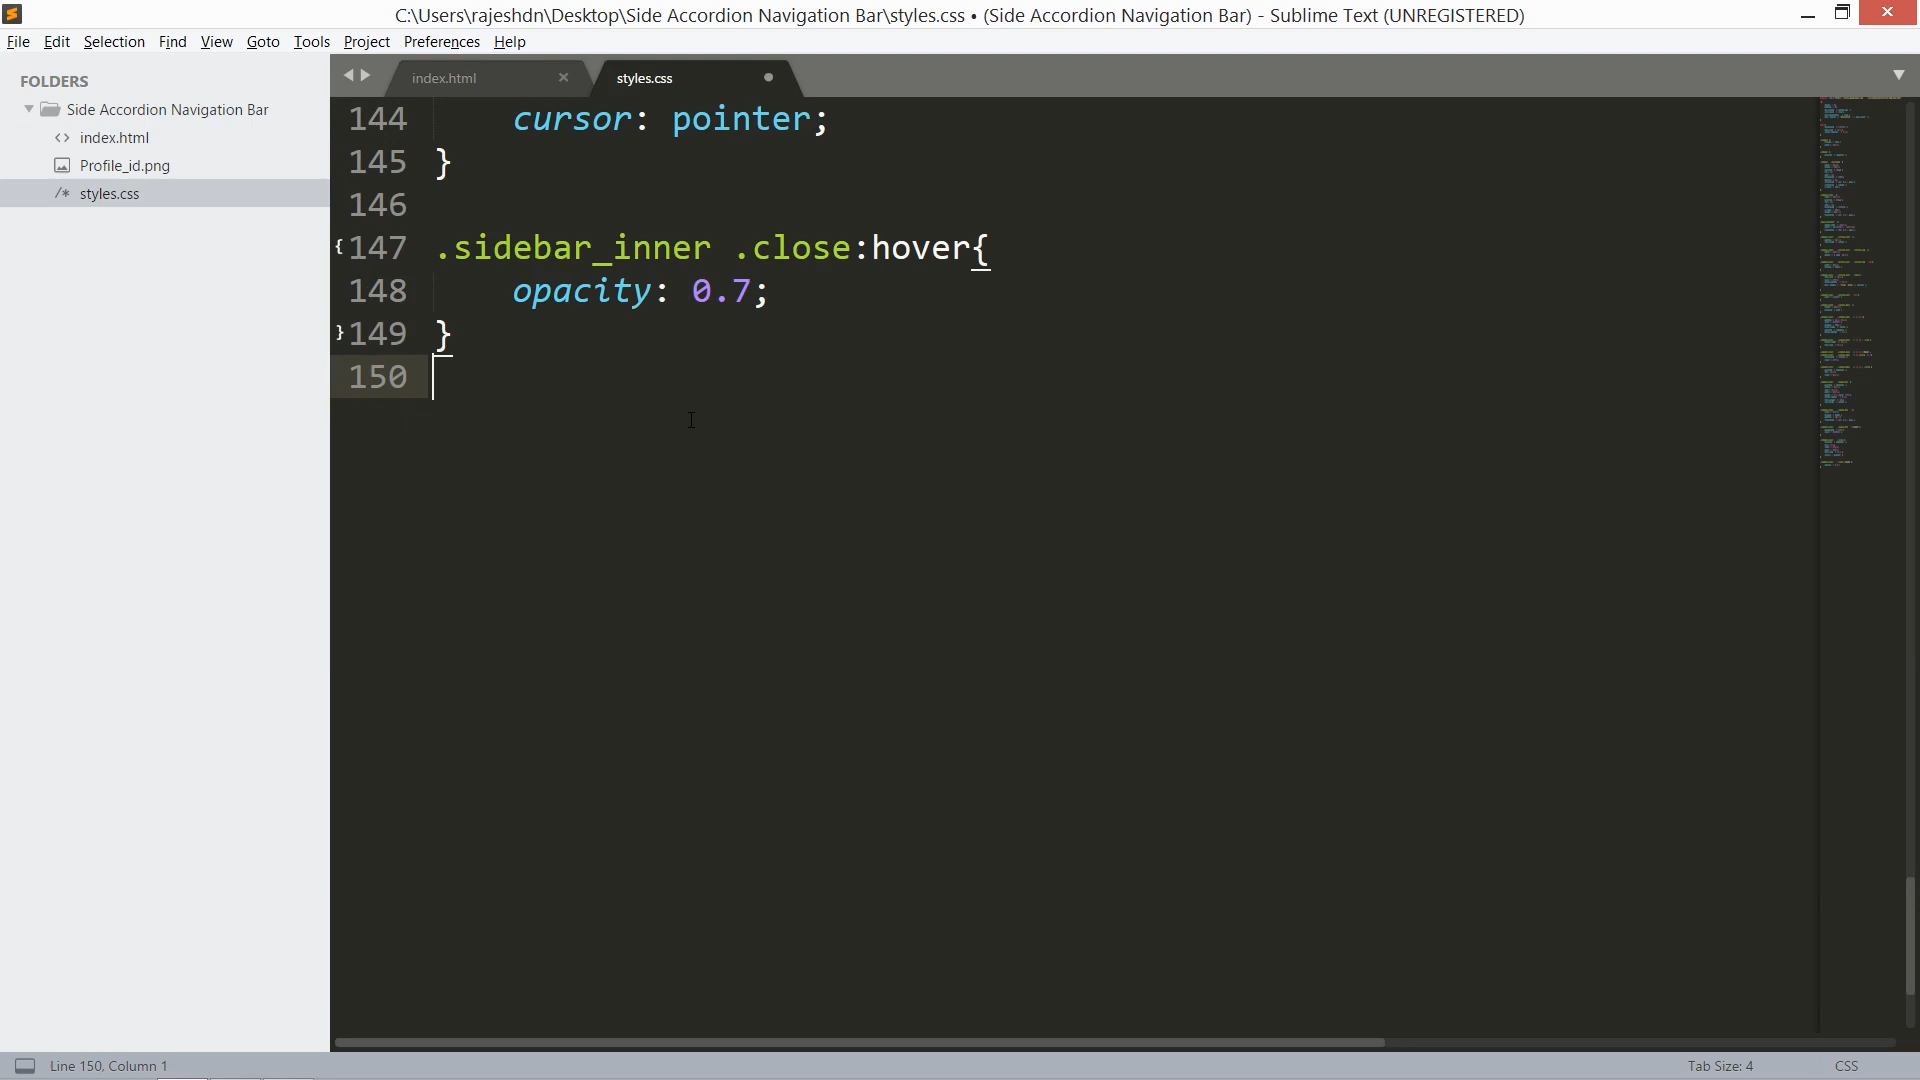 C:\Users\rajeshdn\Desktop\Side Accordion Navigation Bar\styles.css • (Side Accordion Navigation Bar) - Sublime Text (UNREGISTERED)
File Edit Selection Find View Goto Tools Project Preferences Help
FOLDERS
Side Accordion Navigation Bar
<> index.html
Profile_id.png
/* styles.css
index.html × styles.css
144 cursor: pointer;
145 }
146
147 .sidebar_inner .close:hover{
148 opacity: 0.7;
149 }
150
Line 150, Column 1 Tab Size: 4 CSS